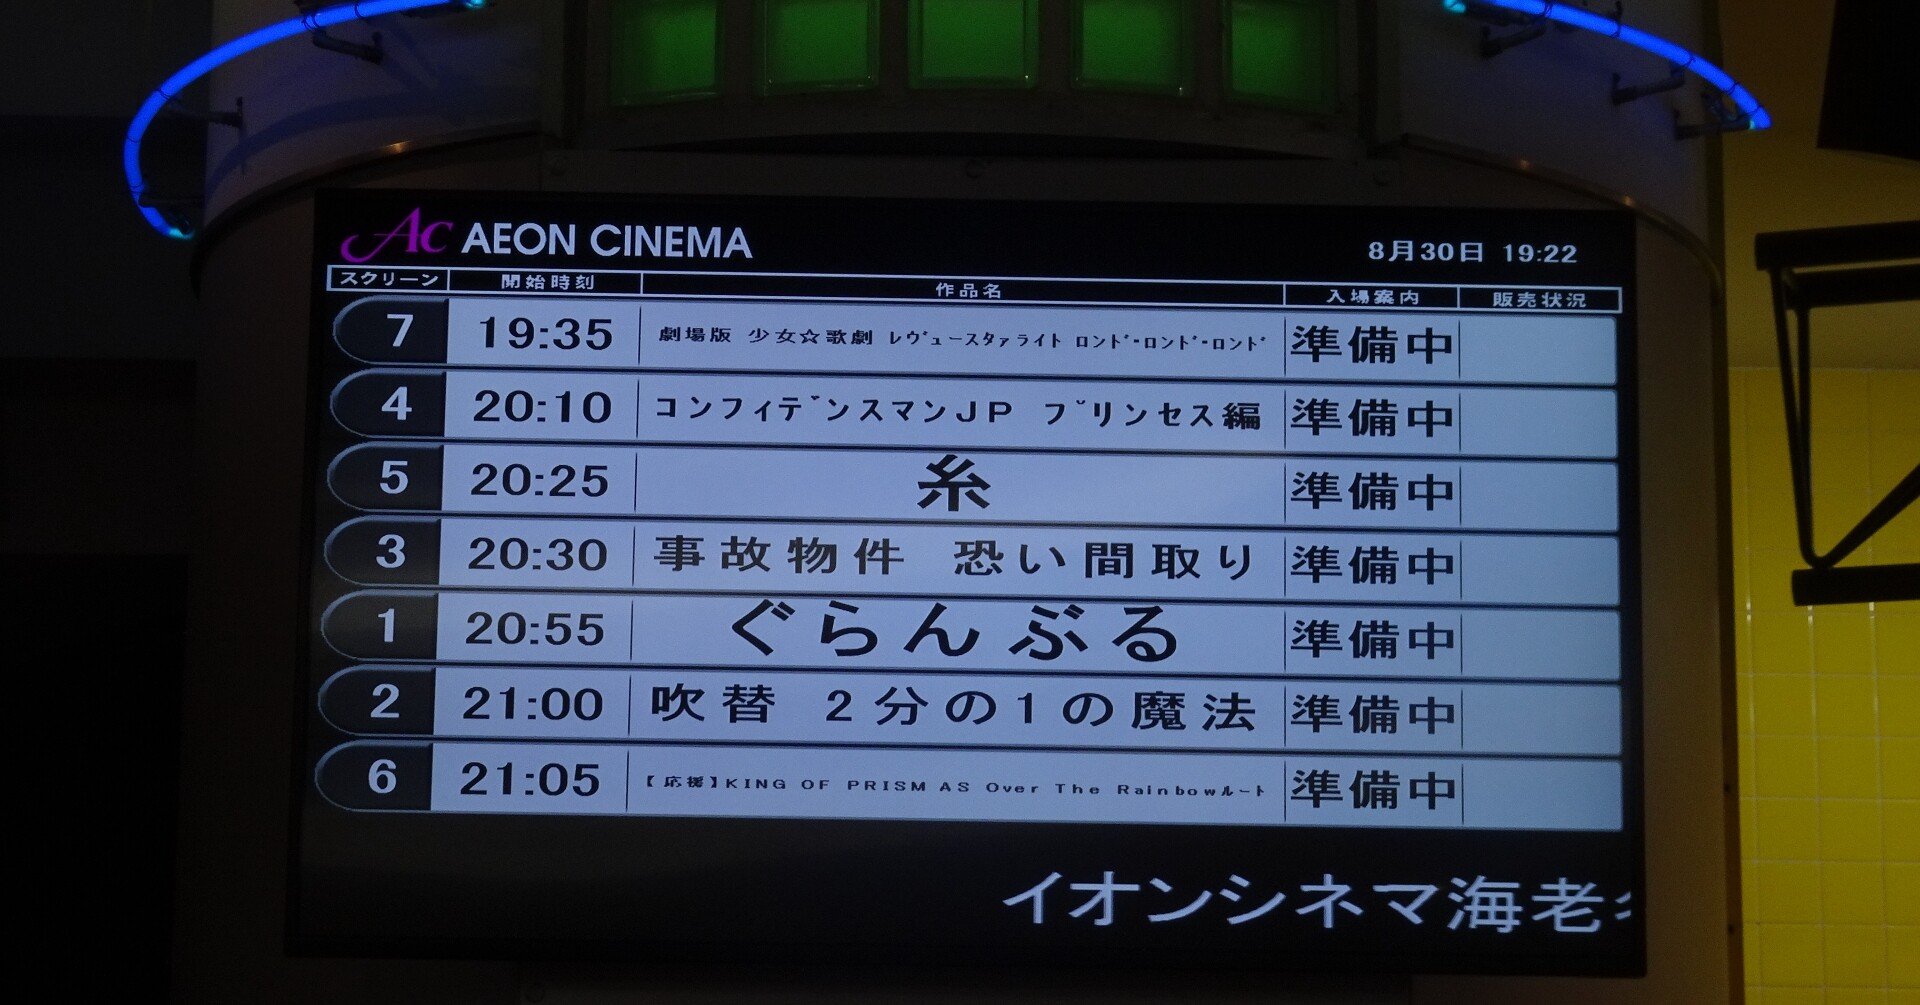 AC AEON CINEMA 8月30日 19:22
スクリーン 開始時刻 作品名 入場案内 販売状況
7 19:35 劇場版 少女☆歌劇 レヴュースタァライト ロンド・ロンド・ロンド 準備中
4 20:10 コンフィデンスマンJP プリンセス編 準備中
5 20:25 糸 準備中
3 20:30 事故物件 恐い間取り 準備中
1 20:55 ぐらんぶる 準備中
2 21:00 吹替 2分の1の魔法 準備中
6 21:05 【応援】KING OF PRISM AS Over The Rainbowルート 準備中
イオンシネマ海老